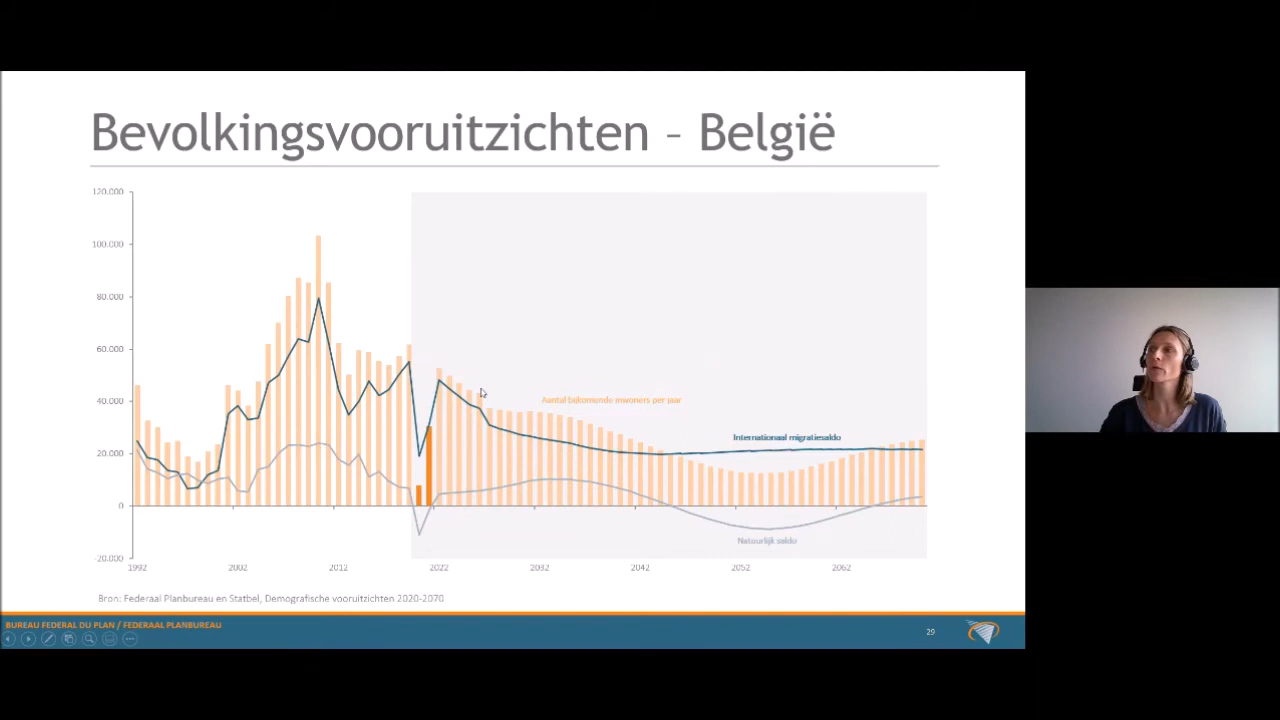 Bevolkingsvooruitzichten – België
120.000
100.000
80.000
60.000
40.000
20.000
0
-20.000
Aantal bijkomende inwoners per jaar
Internationaal migratiesaldo
Natuurlijk saldo
1992 2002 2012 2022 2032 2042 2052 2062
Bron: Federaal Planbureau en Statbel, Demografische vooruitzichten 2020-2070
BUREAU FEDERAL DU PLAN / FEDERAAL PLANBUREAU
29